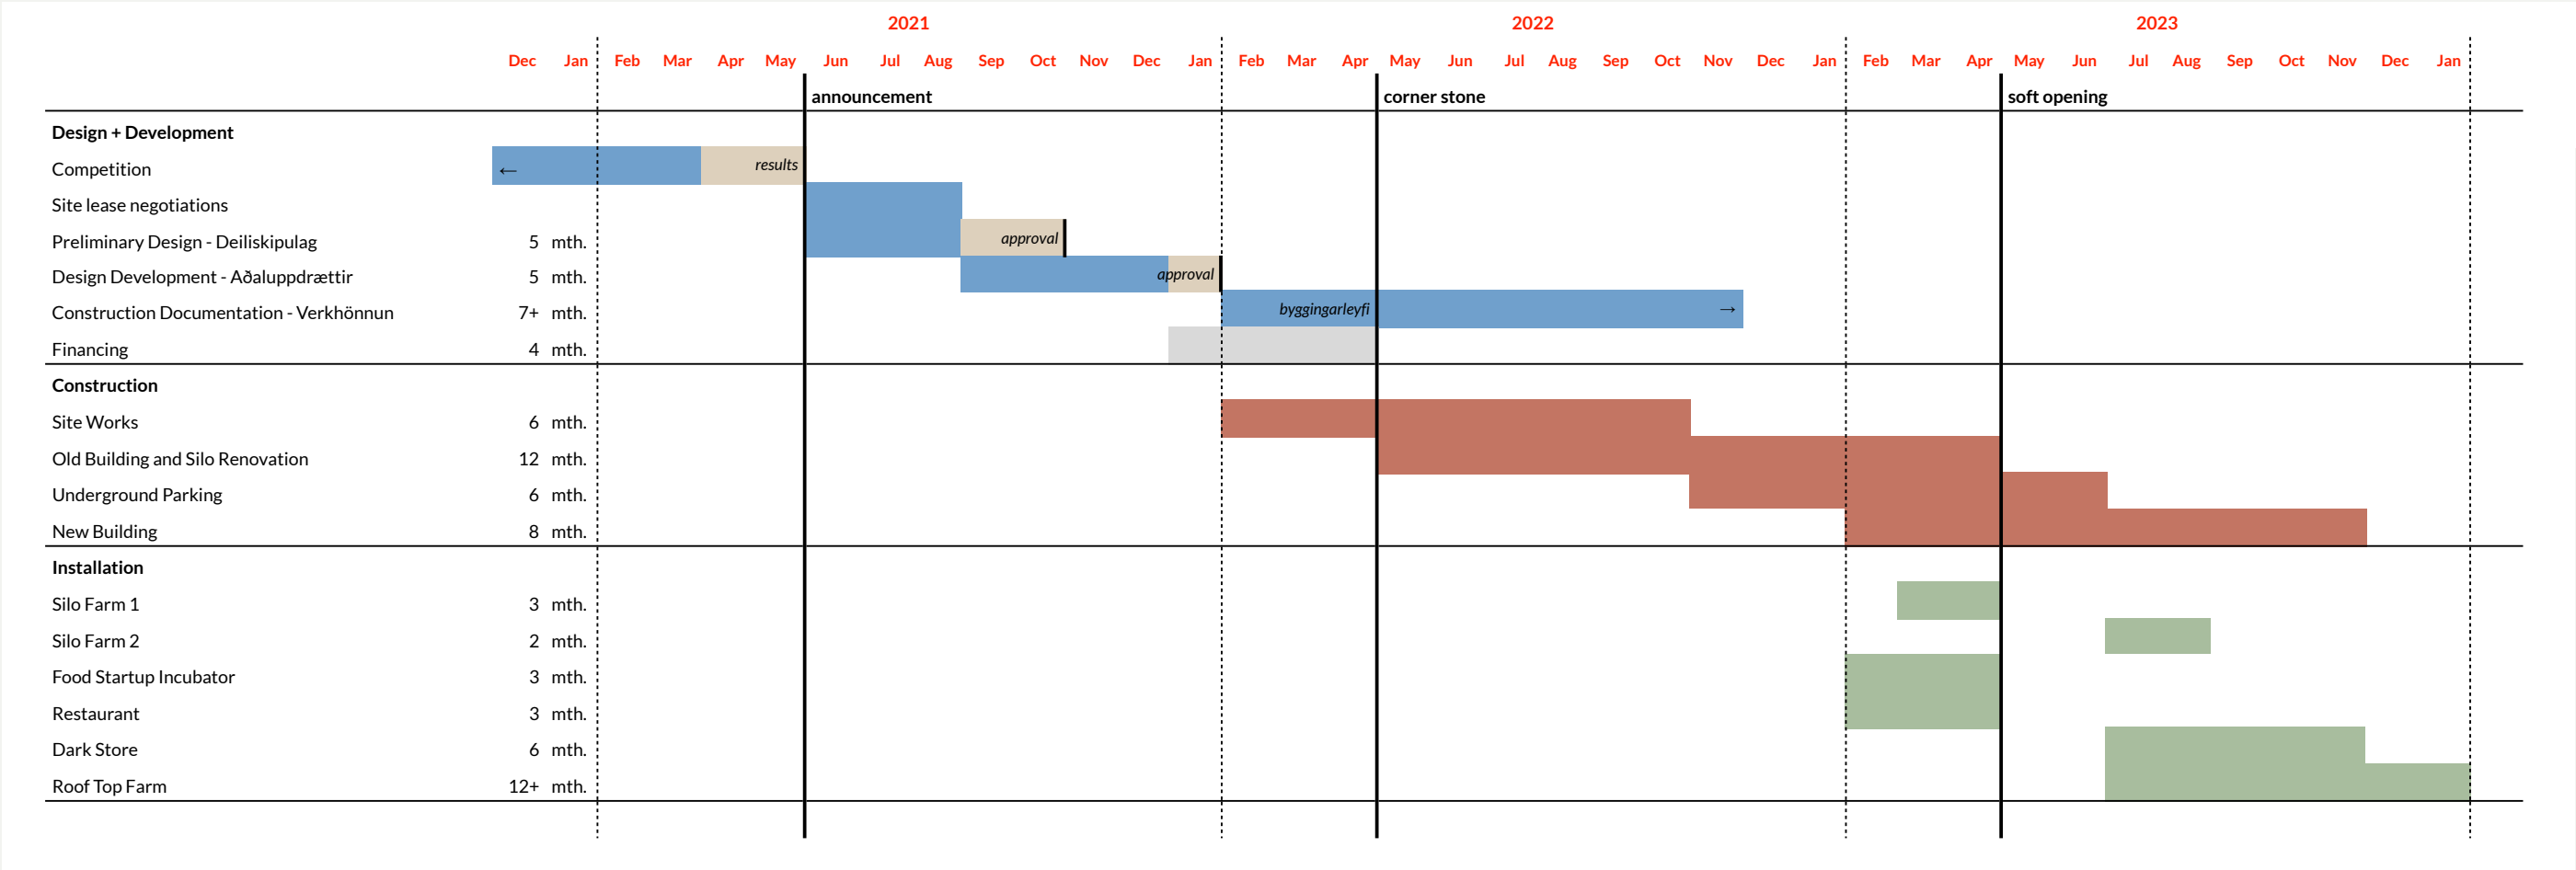 2021 2022 2023
Dec Jan Feb Mar Apr May Jun Jul Aug Sep Oct Nov Dec Jan Feb Mar Apr May Jun Jul Aug Sep Oct Nov Dec Jan Feb Mar Apr May Jun Jul Aug Sep Oct Nov Dec Jan
announcement corner stone soft opening
Design + Development
Competition ← results
Site lease negotiations
Preliminary Design - Deiliskipulag 5 mth. approval
Design Development - Aðaluppdrættir 5 mth. approval
Construction Documentation - Verkhönnun 7+ mth. byggingarleyfi →
Financing 4 mth.
Construction
Site Works 6 mth.
Old Building and Silo Renovation 12 mth.
Underground Parking 6 mth.
New Building 8 mth.
Installation
Silo Farm 1 3 mth.
Silo Farm 2 2 mth.
Food Startup Incubator 3 mth.
Restaurant 3 mth.
Dark Store 6 mth.
Roof Top Farm 12+ mth.